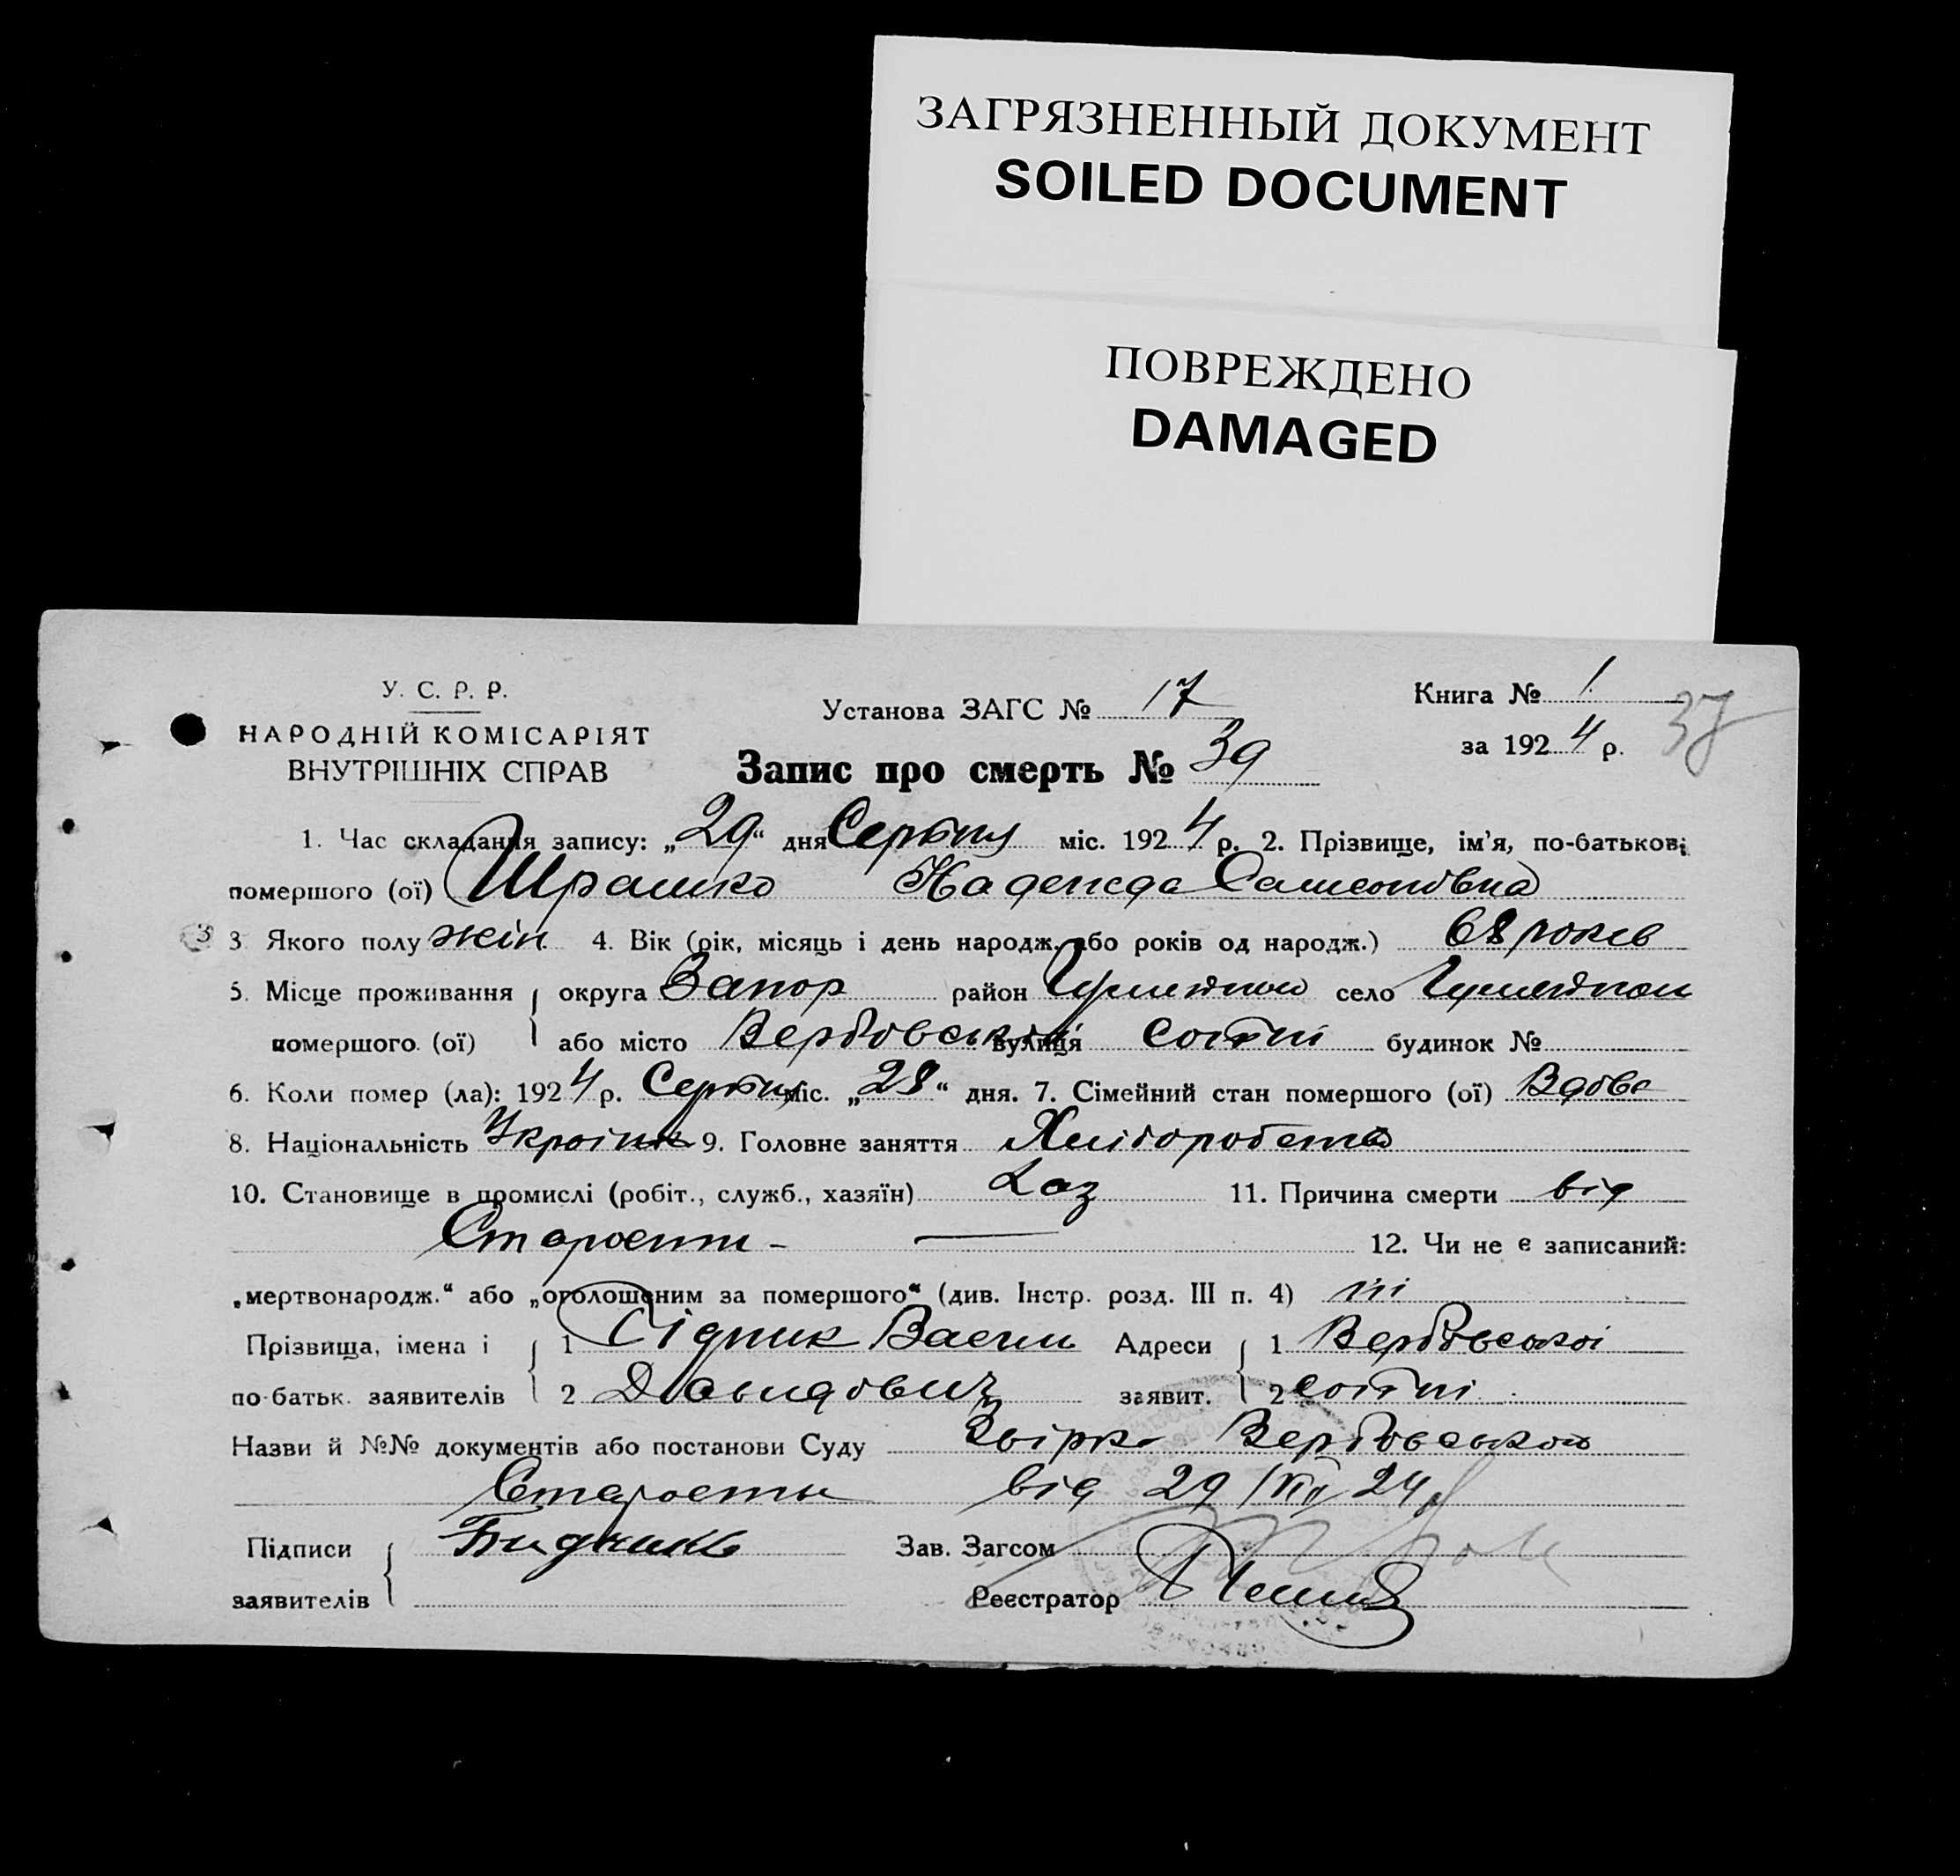 ЗАГРЯЗНЕННЫЙ ДОКУМЕНТ
SOILED DOCUMENT
ПОВРЕЖДЕНО
DAMAGED
У. С. Р. Р.
НАРОДНІЙ КОМІСАРІЯТ
ВНУТРІШНІХ СПРАВ
Установа ЗАГС № 17
Книга № 1
за 1924 р.
37
Запис про смерть № 39
1. Час складання запису: „29“ дня Серпня міс. 1924 р. 2. Прізвище, ім'я, по-батькові
помершого (ої) Шрамко Надежда Самсоновна
3
3 Якого полу жін 4. Вік (рік, місяць і день народж. або років од народж.) 68 років
5. Місце проживання округа Запор район село
помершого (ої) або місто Вербовської вулиця сотні будинок №
6. Коли помер (ла): 1924 р. Серпня міс. „28“ дня. 7. Сімейний стан помершого (ої) Вдова
8. Національність Україн 9. Головне заняття Хліборобство
10. Становище в промислі (робіт., служб., хазяїн) Хаз 11. Причина смерти від
Старости - — 12. Чи не є записаний:
„мертвонародж.“ або „оголошеним за помершого“ (див. Інстр. розд. III п. 4) ні
Прізвища, імена і 1 Бідник Васил Адреси 1 Вербовської
по-батьк. заявителів 2 Давидович заявит. 2 сотні
Назви й №№ документів або постанови Суду Вербовського
Старости від 29/VIII 24 р
Підписи Зав. Загсом
заявителів Реєстратор